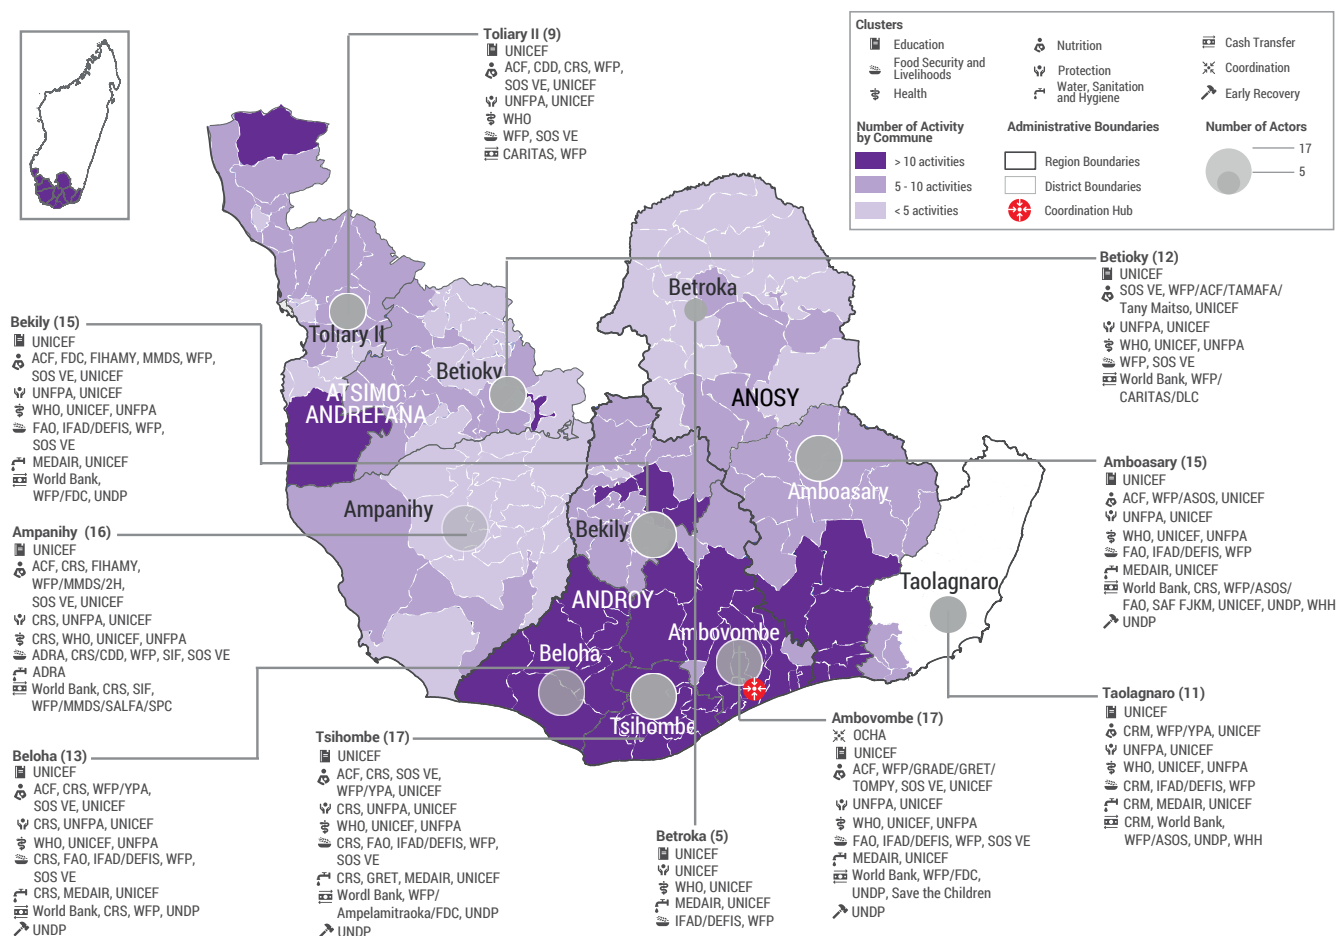 Toliary II (9)
UNICEF
ACF, CDD, CRS, WFP,
SOS VE, UNICEF
UNFPA, UNICEF
WHO
WFP, SOS VE
CARITAS, WFP
Clusters
Education
Food Security and
Livelihoods
Health
Nutrition
Protection
Water, Sanitation
and Hygiene
Cash Transfer
Coordination
Early Recovery
Number of Activity
by Commune
> 10 activities
5 - 10 activities
< 5 activities
Administrative Boundaries
Region Boundaries
District Boundaries
Coordination Hub
Number of Actors
17
5
Betioky (12)
UNICEF
SOS VE, WFP/ACF/TAMAFA/
Tany Maitso, UNICEF
UNFPA, UNICEF
WHO, UNICEF, UNFPA
WFP, SOS VE
World Bank, WFP/
CARITAS/DLC
Bekily (15)
UNICEF
ACF, FDC, FIHAMY, MMDS, WFP,
SOS VE, UNICEF
UNFPA, UNICEF
WHO, UNICEF, UNFPA
FAO, IFAD/DEFIS, WFP,
SOS VE
MEDAIR, UNICEF
World Bank,
WFP/FDC, UNDP
Betroka
Toliary II
Betioky
ATSIMO
ANDREFANA
ANOSY
Amboasary
Ampanihy
Bekily
Taolagnaro
ANDROY
Ambovombe
Beloha
Tsihombe
Amboasary (15)
UNICEF
ACF, WFP/ASOS, UNICEF
UNFPA, UNICEF
WHO, UNICEF, UNFPA
FAO, IFAD/DEFIS, WFP
MEDAIR, UNICEF
World Bank, CRS, WFP/ASOS/
FAO, SAF FJKM, UNICEF, UNDP, WHH
UNDP
Ampanihy (16)
UNICEF
ACF, CRS, FIHAMY,
WFP/MMDS/2H,
SOS VE, UNICEF
CRS, UNFPA, UNICEF
CRS, WHO, UNICEF, UNFPA
ADRA, CRS/CDD, WFP, SIF, SOS VE
ADRA
World Bank, CRS, SIF,
WFP/MMDS/SALFA/SPC
Taolagnaro (11)
UNICEF
CRM, WFP/YPA, UNICEF
UNFPA, UNICEF
WHO, UNICEF, UNFPA
CRM, IFAD/DEFIS, WFP
CRM, MEDAIR, UNICEF
CRM, World Bank,
WFP/ASOS, UNDP, WHH
Beloha (13)
UNICEF
ACF, CRS, WFP/YPA,
SOS VE, UNICEF
CRS, UNFPA, UNICEF
WHO, UNICEF, UNFPA
CRS, FAO, IFAD/DEFIS, WFP,
SOS VE
CRS, MEDAIR, UNICEF
World Bank, CRS, WFP, UNDP
UNDP
Tsihombe (17)
UNICEF
ACF, CRS, SOS VE,
WFP/YPA, UNICEF
CRS, UNFPA, UNICEF
WHO, UNICEF, UNFPA
CRS, FAO, IFAD/DEFIS, WFP,
SOS VE
CRS, GRET, MEDAIR, UNICEF
Wordl Bank, WFP/
Ampelamitraoka/FDC, UNDP
UNDP
Betroka (5)
UNICEF
UNICEF
WHO, UNICEF
MEDAIR, UNICEF
IFAD/DEFIS, WFP
Ambovombe (17)
OCHA
UNICEF
ACF, WFP/GRADE/GRET/
TOMPY, SOS VE, UNICEF
UNFPA, UNICEF
WHO, UNICEF, UNFPA
FAO, IFAD/DEFIS, WFP, SOS VE
MEDAIR, UNICEF
World Bank, WFP/FDC,
UNDP, Save the Children
UNDP